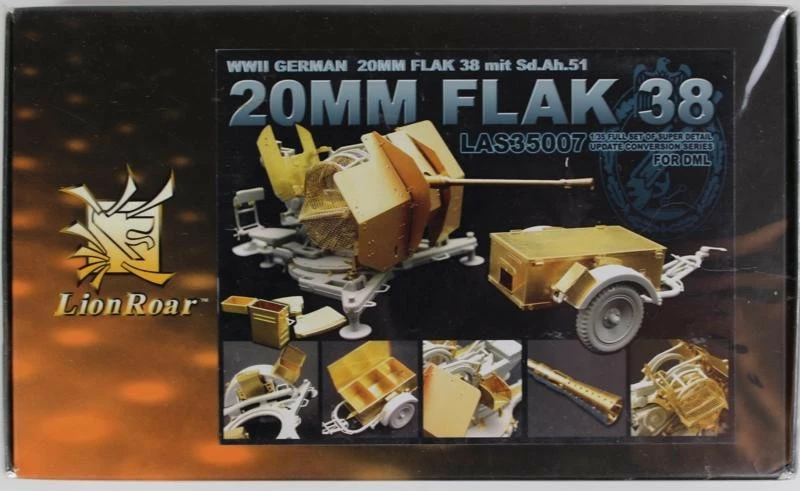 WWII GERMAN 20MM FLAK 38 mit Sd.Ah.51
20MM FLAK 38
LAS35007
1:35 FULL SET OF SUPER DETAIL
UPDATE CONVERSION SERIES
FOR DML
LionRoar™